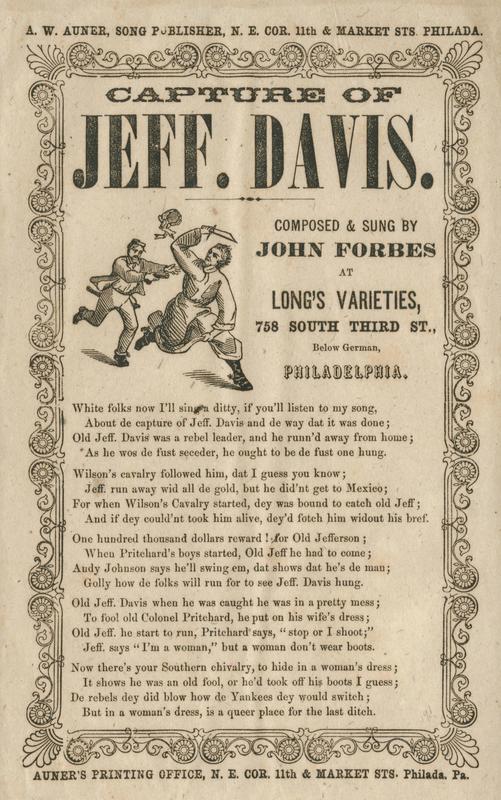 A. W. AUNER, SONG PUBLISHER, N. E. COR. 11th & MARKET STS. PHILADA.
CAPTURE OF
JEFF. DAVIS.
COMPOSED & SUNG BY
JOHN FORBES
AT
LONG'S VARIETIES,
758 SOUTH THIRD ST.,
Below German,
PHILADELPHIA.
White folks now I'll sing a ditty, if you'll listen to my song,
About de capture of Jeff. Davis and de way dat it was done;
Old Jeff. Davis was a rebel leader, and he runn'd away from home;
As he wos de fust seceder, he ought to be de fust one hung.
Wilson's cavalry followed him, dat I guess you know;
Jeff. run away wid all de gold, but he did'nt get to Mexico;
For when Wilson's Cavalry started, dey was bound to catch old Jeff;
And if dey could'nt took him alive, dey'd fotch him widout his bref.
One hundred thousand dollars reward! for Old Jefferson;
When Pritchard's boys started, Old Jeff he had to come;
Andy Johnson says he'll swing em, dat shows dat he's de man;
Golly how de folks will run for to see Jeff. Davis hung.
Old Jeff. Davis when he was caught he was in a pretty mess;
To fool old Colonel Pritchard, he put on his wife's dress;
Old Jeff. he start to run, Pritchard says, "stop or I shoot;"
Jeff. says "I'm a woman," but a woman don't wear boots.
Now there's your Southern chivalry, to hide in a woman's dress;
It shows he was an old fool, or he'd took off his boots I guess;
De rebels dey did blow how de Yankees dey would switch;
But in a woman's dress, is a queer place for the last ditch.
AUNER'S PRINTING OFFICE, N. E. COR. 11th & MARKET STS. Philada. Pa.